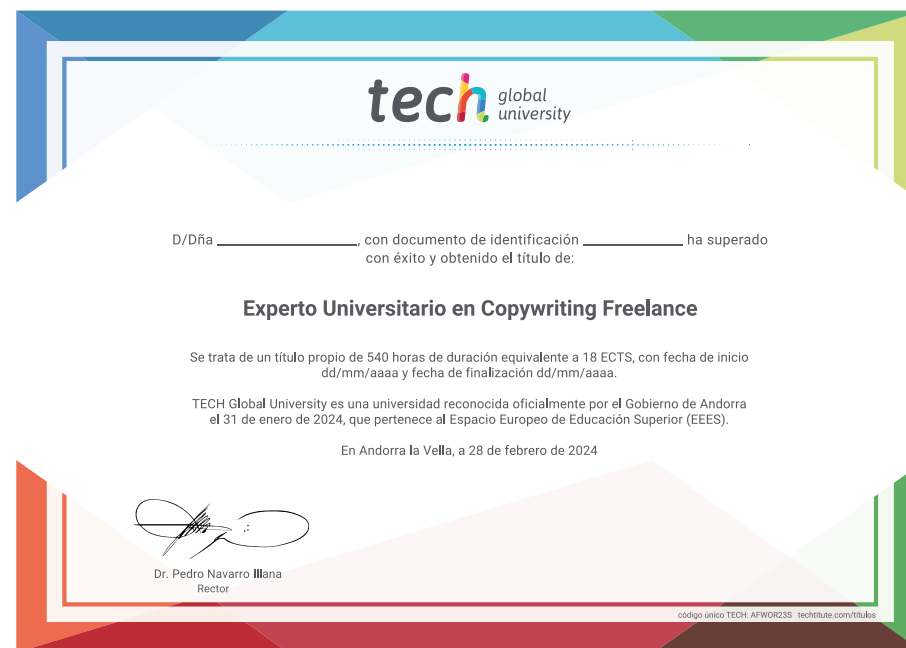 tech global university
D/Dña ____________________, con documento de identificación ______________ ha superado
con éxito y obtenido el título de:
Experto Universitario en Copywriting Freelance
Se trata de un título propio de 540 horas de duración equivalente a 18 ECTS, con fecha de inicio
dd/mm/aaaa y fecha de finalización dd/mm/aaaa.
TECH Global University es una universidad reconocida oficialmente por el Gobierno de Andorra
el 31 de enero de 2024, que pertenece al Espacio Europeo de Educación Superior (EEES).
En Andorra la Vella, a 28 de febrero de 2024
Dr. Pedro Navarro Illana
Rector
código único TECH: AFWOR23S techtitute.com/titulos